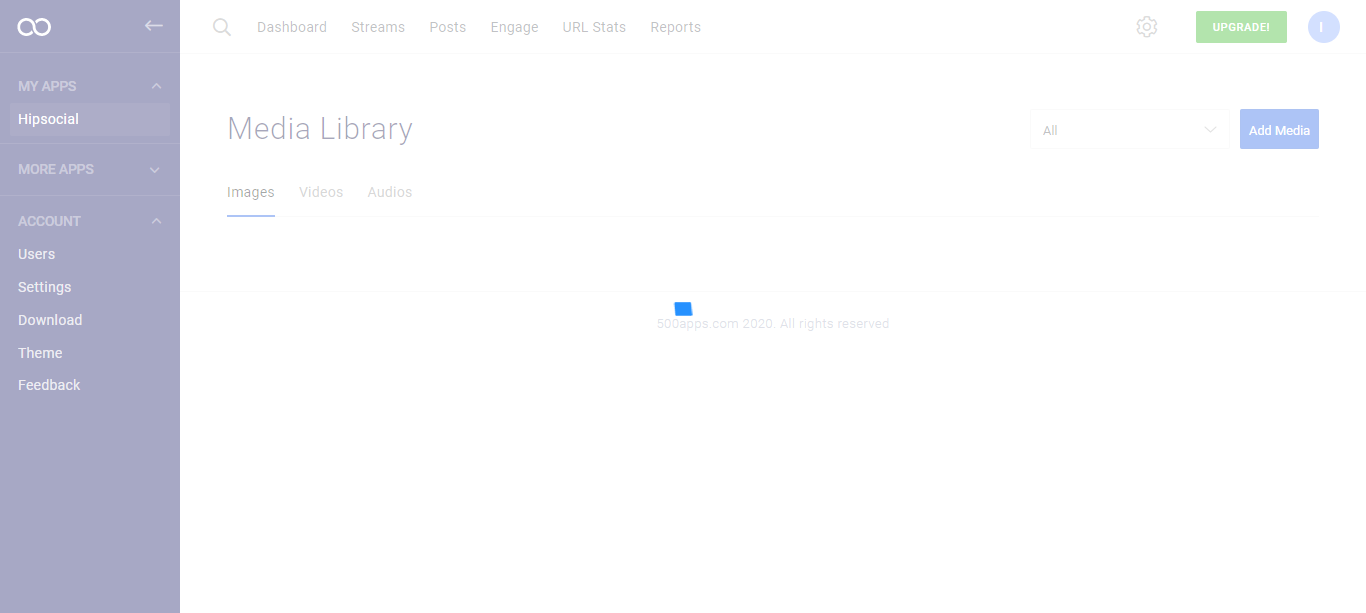 Dashboard Streams Posts Engage URL Stats Reports
UPGRADE!
I
MY APPS
Hipsocial
MORE APPS
ACCOUNT
Users
Settings
Download
Theme
Feedback
Media Library
All
Add Media
Images Videos Audios
500apps.com 2020. All rights reserved